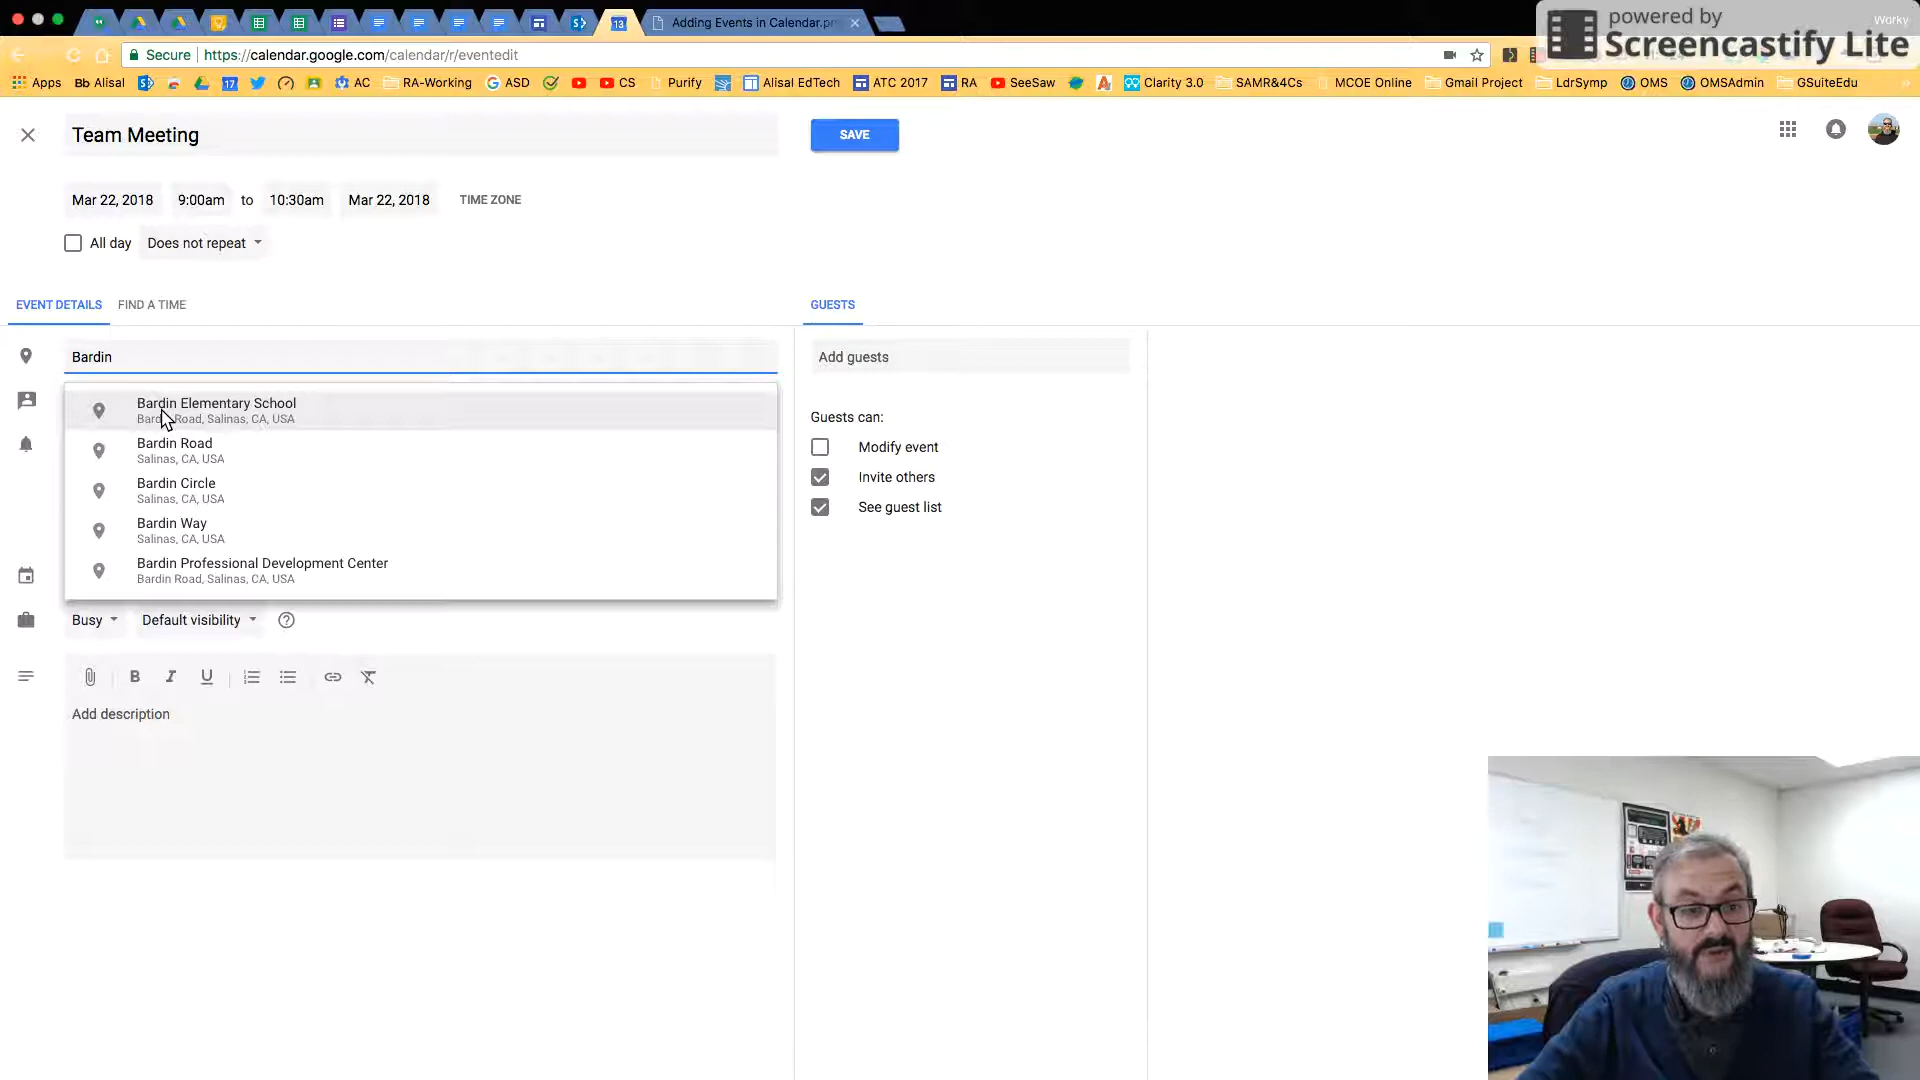 Adding Events in Calendar.pr
powered by
Screencastify Lite
Worky
Secure
https://calendar.google.com/calendar/r/eventedit
Apps
Bb Alisal
17
AC
RA-Working
ASD
CS
Purify
Alisal EdTech
ATC 2017
RA
SeeSaw
Clarity 3.0
SAMR&4Cs
MCOE Online
Gmail Project
LdrSymp
OMS
OMSAdmin
GSuiteEdu
Team Meeting
SAVE
Mar 22, 2018 9:00am to 10:30am Mar 22, 2018 TIME ZONE
All day Does not repeat
EVENT DETAILS FIND A TIME
GUESTS
Bardin
Bardin Elementary School
Bardin Road, Salinas, CA, USA
Bardin Road
Salinas, CA, USA
Bardin Circle
Salinas, CA, USA
Bardin Way
Salinas, CA, USA
Bardin Professional Development Center
Bardin Road, Salinas, CA, USA
Busy Default visibility
B I U
Add description
Add guests
Guests can:
Modify event
Invite others
See guest list